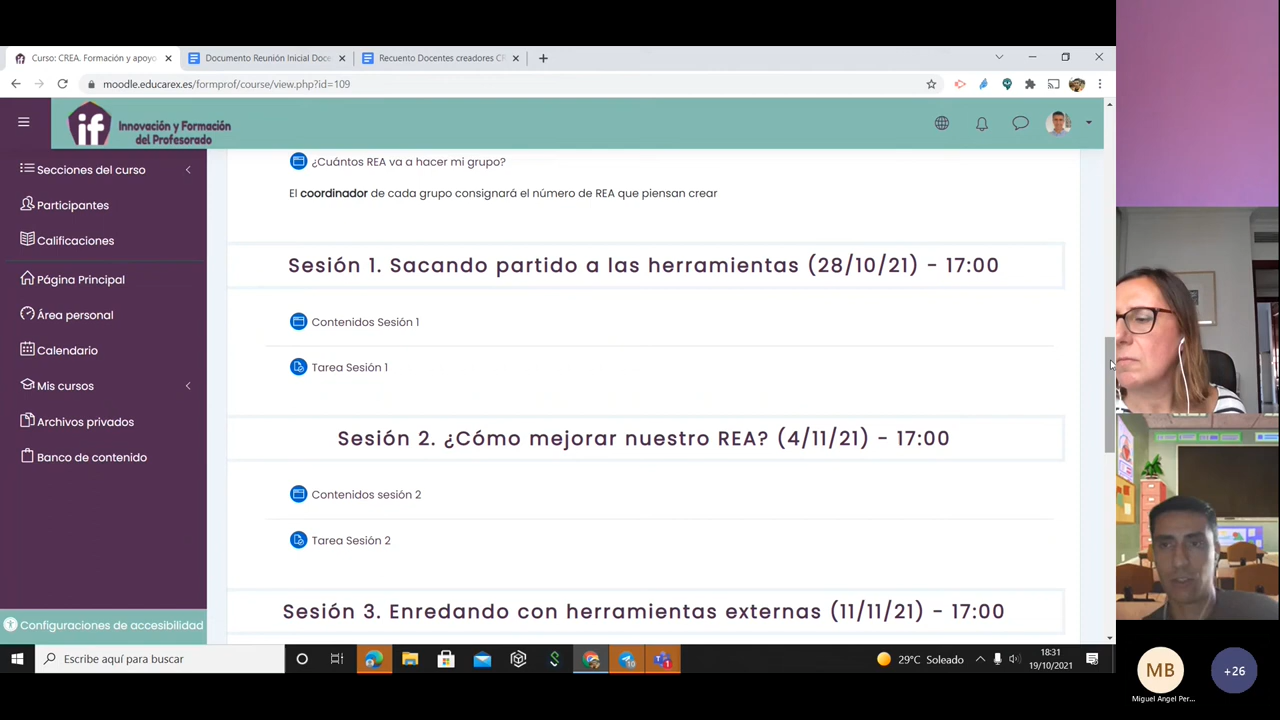 Curso: CREA. Formación y apoyo
Documento Reunión Inicial Doce
Recuento Docentes creadores C
moodle.educarex.es/formprof/course/view.php?id=109
if Innovación y Formación
del Profesorado
Secciones del curso
Participantes
Calificaciones
Página Principal
Área personal
Calendario
Mis cursos
Archivos privados
Banco de contenido
Configuraciones de accesibilidad
¿Cuántos REA va a hacer mi grupo?
El coordinador de cada grupo consignará el número de REA que piensan crear
Sesión 1. Sacando partido a las herramientas (28/10/21) - 17:00
Contenidos Sesión 1
Tarea Sesión 1
Sesión 2. ¿Cómo mejorar nuestro REA? (4/11/21) - 17:00
Contenidos sesión 2
Tarea Sesión 2
Sesión 3. Enredando con herramientas externas (11/11/21) - 17:00
Escribe aquí para buscar
29°C Soleado
18:31
19/10/2021
MB
Miguel Angel Per...
+26